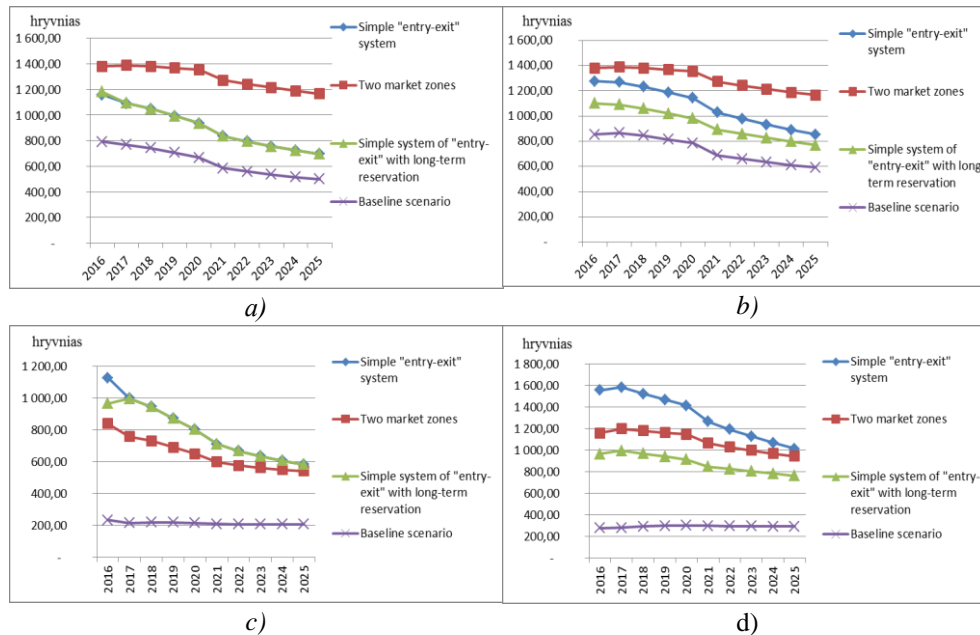 hryvnias
1 600,00
1 400,00
1 200,00
1 000,00
800,00
600,00
400,00
200,00
-
2016
2017
2018
2019
2020
2021
2022
2023
2024
2025
Simple "entry-exit"
system
Two market zones
Simple system of "entry-
exit" with long-term
reservation
Baseline scenario
a)
hryvnias
1 600,00
1 400,00
1 200,00
1 000,00
800,00
600,00
400,00
200,00
-
2016
2017
2018
2019
2020
2021
2022
2023
2024
2025
Simple "entry-exit"
system
Two market zones
Simple system of
"entry-exit" with long-
term reservation
Baseline scenario
b)
hryvnias
1 200,00
1 000,00
800,00
600,00
400,00
200,00
-
2016
2017
2018
2019
2020
2021
2022
2023
2024
2025
Simple "entry-exit"
system
Two market zones
Simple system of "entry-
exit" with long-term
reservation
Baseline scenario
c)
hryvnias
1 800,00
1 600,00
1 400,00
1 200,00
1 000,00
800,00
600,00
400,00
200,00
-
2016
2017
2018
2019
2020
2021
2022
2023
2024
2025
Simple "entry-exit"
system
Two market zones
Simple system of "entry-
exit" with long-term
reservation
Baseline scenario
d)